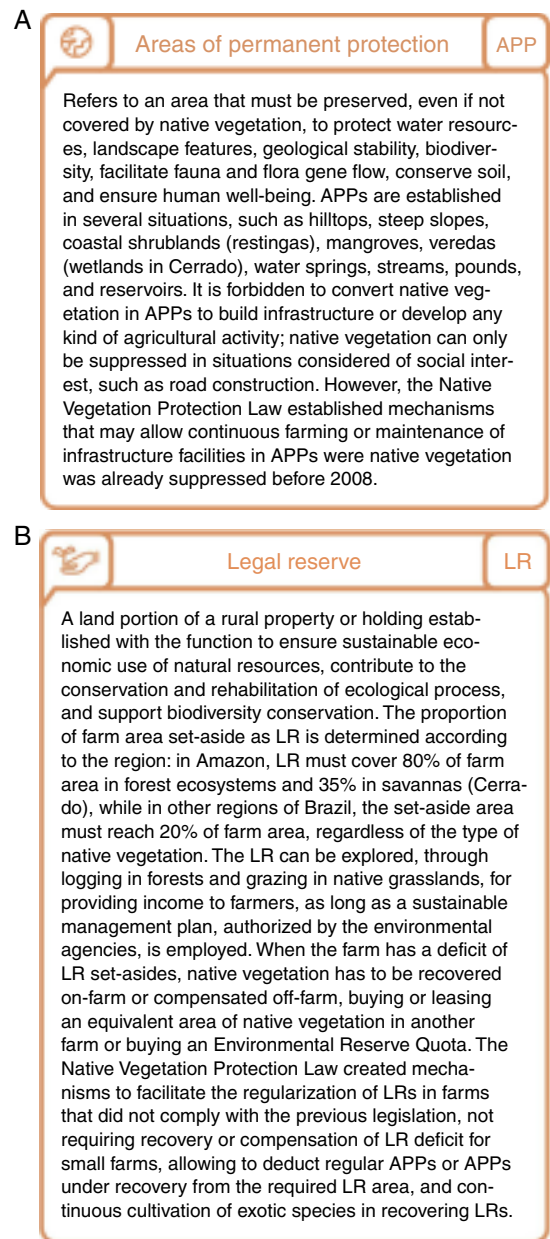 A
Areas of permanent protection
APP
Refers to an area that must be preserved, even if not
covered by native vegetation, to protect water resourc-
es, landscape features, geological stability, biodiver-
sity, facilitate fauna and flora gene flow, conserve soil,
and ensure human well-being. APPs are established
in several situations, such as hilltops, steep slopes,
coastal shrublands (restingas), mangroves, veredas
(wetlands in Cerrado), water springs, streams, pounds,
and reservoirs. It is forbidden to convert native veg-
etation in APPs to build infrastructure or develop any
kind of agricultural activity; native vegetation can only
be suppressed in situations considered of social inter-
est, such as road construction. However, the Native
Vegetation Protection Law established mechanisms
that may allow continuous farming or maintenance of
infrastructure facilities in APPs were native vegetation
was already suppressed before 2008.
B
Legal reserve
LR
A land portion of a rural property or holding estab-
lished with the function to ensure sustainable eco-
nomic use of natural resources, contribute to the
conservation and rehabilitation of ecological process,
and support biodiversity conservation. The proportion
of farm area set-aside as LR is determined according
to the region: in Amazon, LR must cover 80% of farm
area in forest ecosystems and 35% in savannas (Cerra-
do), while in other regions of Brazil, the set-aside area
must reach 20% of farm area, regardless of the type of
native vegetation. The LR can be explored, through
logging in forests and grazing in native grasslands, for
providing income to farmers, as long as a sustainable
management plan, authorized by the environmental
agencies, is employed. When the farm has a deficit of
LR set-asides, native vegetation has to be recovered
on-farm or compensated off-farm, buying or leasing
an equivalent area of native vegetation in another
farm or buying an Environmental Reserve Quota. The
Native Vegetation Protection Law created mecha-
nisms to facilitate the regularization of LRs in farms
that did not comply with the previous legislation, not
requiring recovery or compensation of LR deficit for
small farms, allowing to deduct regular APPs or APPs
under recovery from the required LR area, and con-
tinuous cultivation of exotic species in recovering LRs.